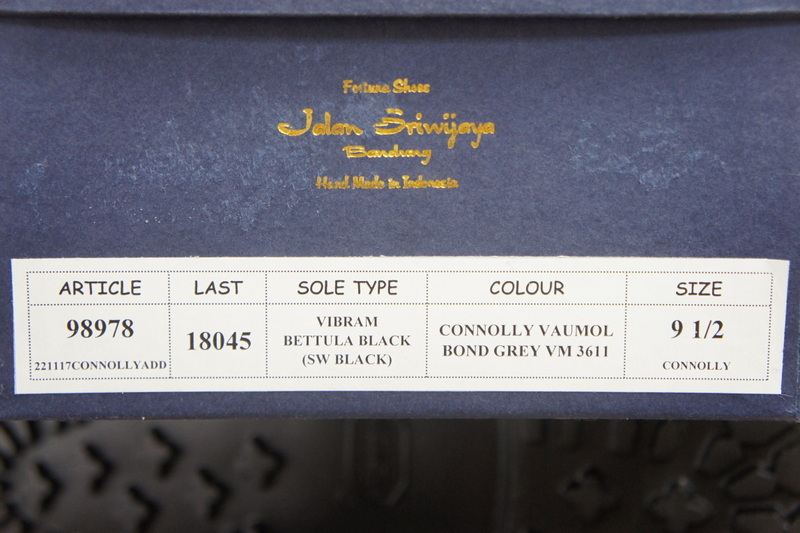 Fortuna Shoes
Jalan Sriwijaya
Bandung
Hand Made in Indonesia
ARTICLE LAST SOLE TYPE COLOUR SIZE
98978
221117CONNOLLYADD
18045
VIBRAM
BETTULA BLACK
(SW BLACK)
CONNOLLY VAUMOL
BOND GREY VM 3611
9 1/2
CONNOLLY